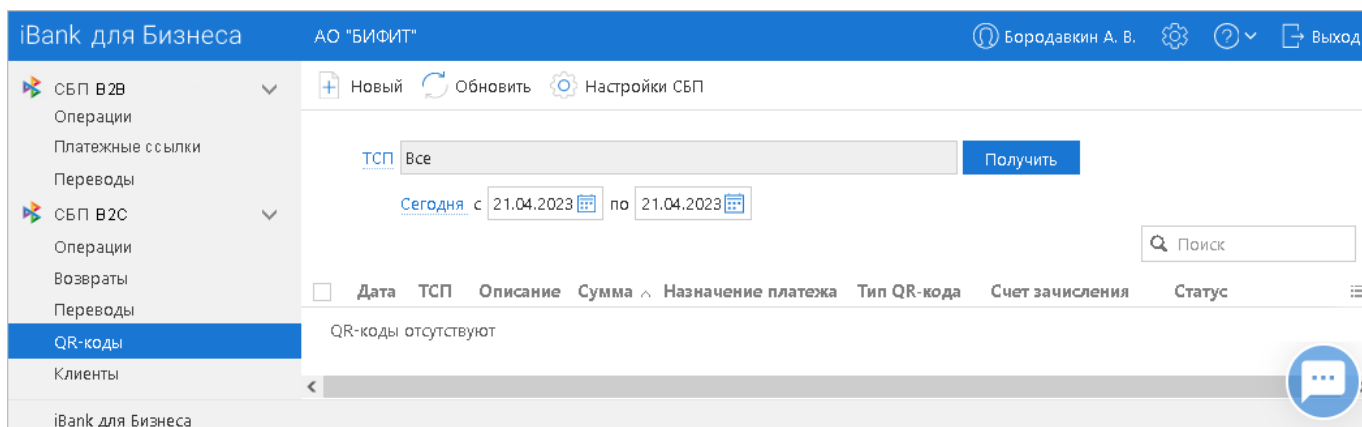 iBank для Бизнеса АО "БИФИТ" Бородавкин А. В. Выход
СБП B2B
Операции
Платежные ссылки
Переводы
СБП B2C
Операции
Возвраты
Переводы
QR-коды
Клиенты
iBank для Бизнеса
Новый Обновить Настройки СБП
ТСП Все Получить
Сегодня с 21.04.2023 по 21.04.2023
Поиск
Дата ТСП Описание Сумма Назначение платежа Тип QR-кода Счет зачисления Статус
QR-коды отсутствуют